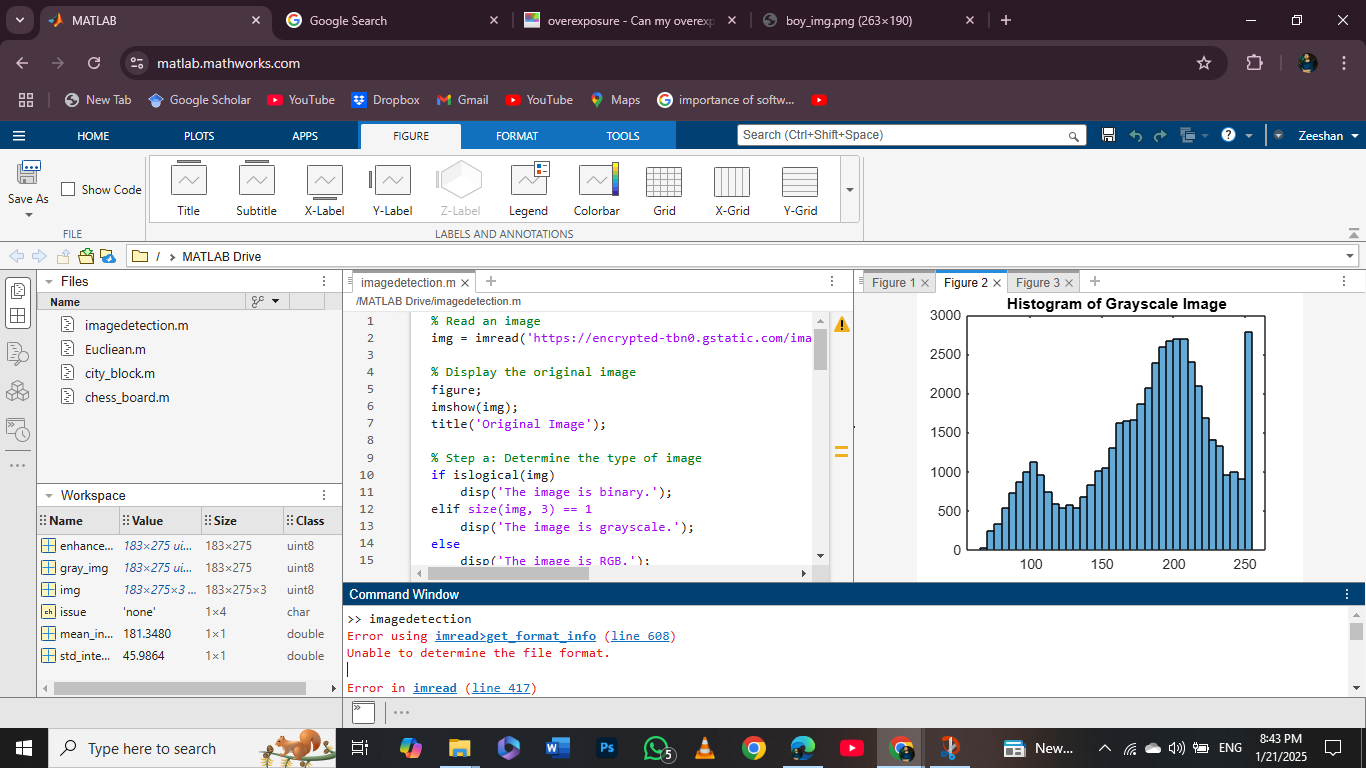 MATLAB
Google Search
overexposure - Can my overexp
boy_img.png (263×190)
matlab.mathworks.com
New Tab
Google Scholar
YouTube
Dropbox
Gmail
YouTube
Maps
importance of softw...
HOME
PLOTS
APPS
FIGURE
FORMAT
TOOLS
Search (Ctrl+Shift+Space)
Zeeshan
Save As
Show Code
Title
Subtitle
X-Label
Y-Label
Z-Label
Legend
Colorbar
Grid
X-Grid
Y-Grid
FILE
LABELS AND ANNOTATIONS
/ MATLAB Drive
Files
Name
imagedetection.m
Eucliean.m
city_block.m
chess_board.m
Workspace
Name Value Size Class
enhance... 183×275 ui... 183×275 uint8
gray_img 183×275 ui... 183×275 uint8
img 183×275×3 ... 183×275×3 uint8
issue 'none' 1×4 char
mean_in... 181.3480 1×1 double
std_inte... 45.9864 1×1 double
imagedetection.m
/MATLAB Drive/imagedetection.m
1 % Read an image
2 img = imread('https://encrypted-tbn0.gstatic.com/ima
3
4 % Display the original image
5 figure;
6 imshow(img);
7 title('Original Image');
8
9 % Step a: Determine the type of image
10 if islogical(img)
11 disp('The image is binary.');
12 elif size(img, 3) == 1
13 disp('The image is grayscale.');
14 else
15 disp('The image is RGB.');
Figure 1
Figure 2
Figure 3
Histogram of Grayscale Image
3000
2500
2000
1500
1000
500
0
100 150 200 250
Command Window
>> imagedetection
Error using imread>get_format_info (line 608)
Unable to determine the file format.
Error in imread (line 417)
Type here to search
5
New...
ENG
8:43 PM
1/21/2025